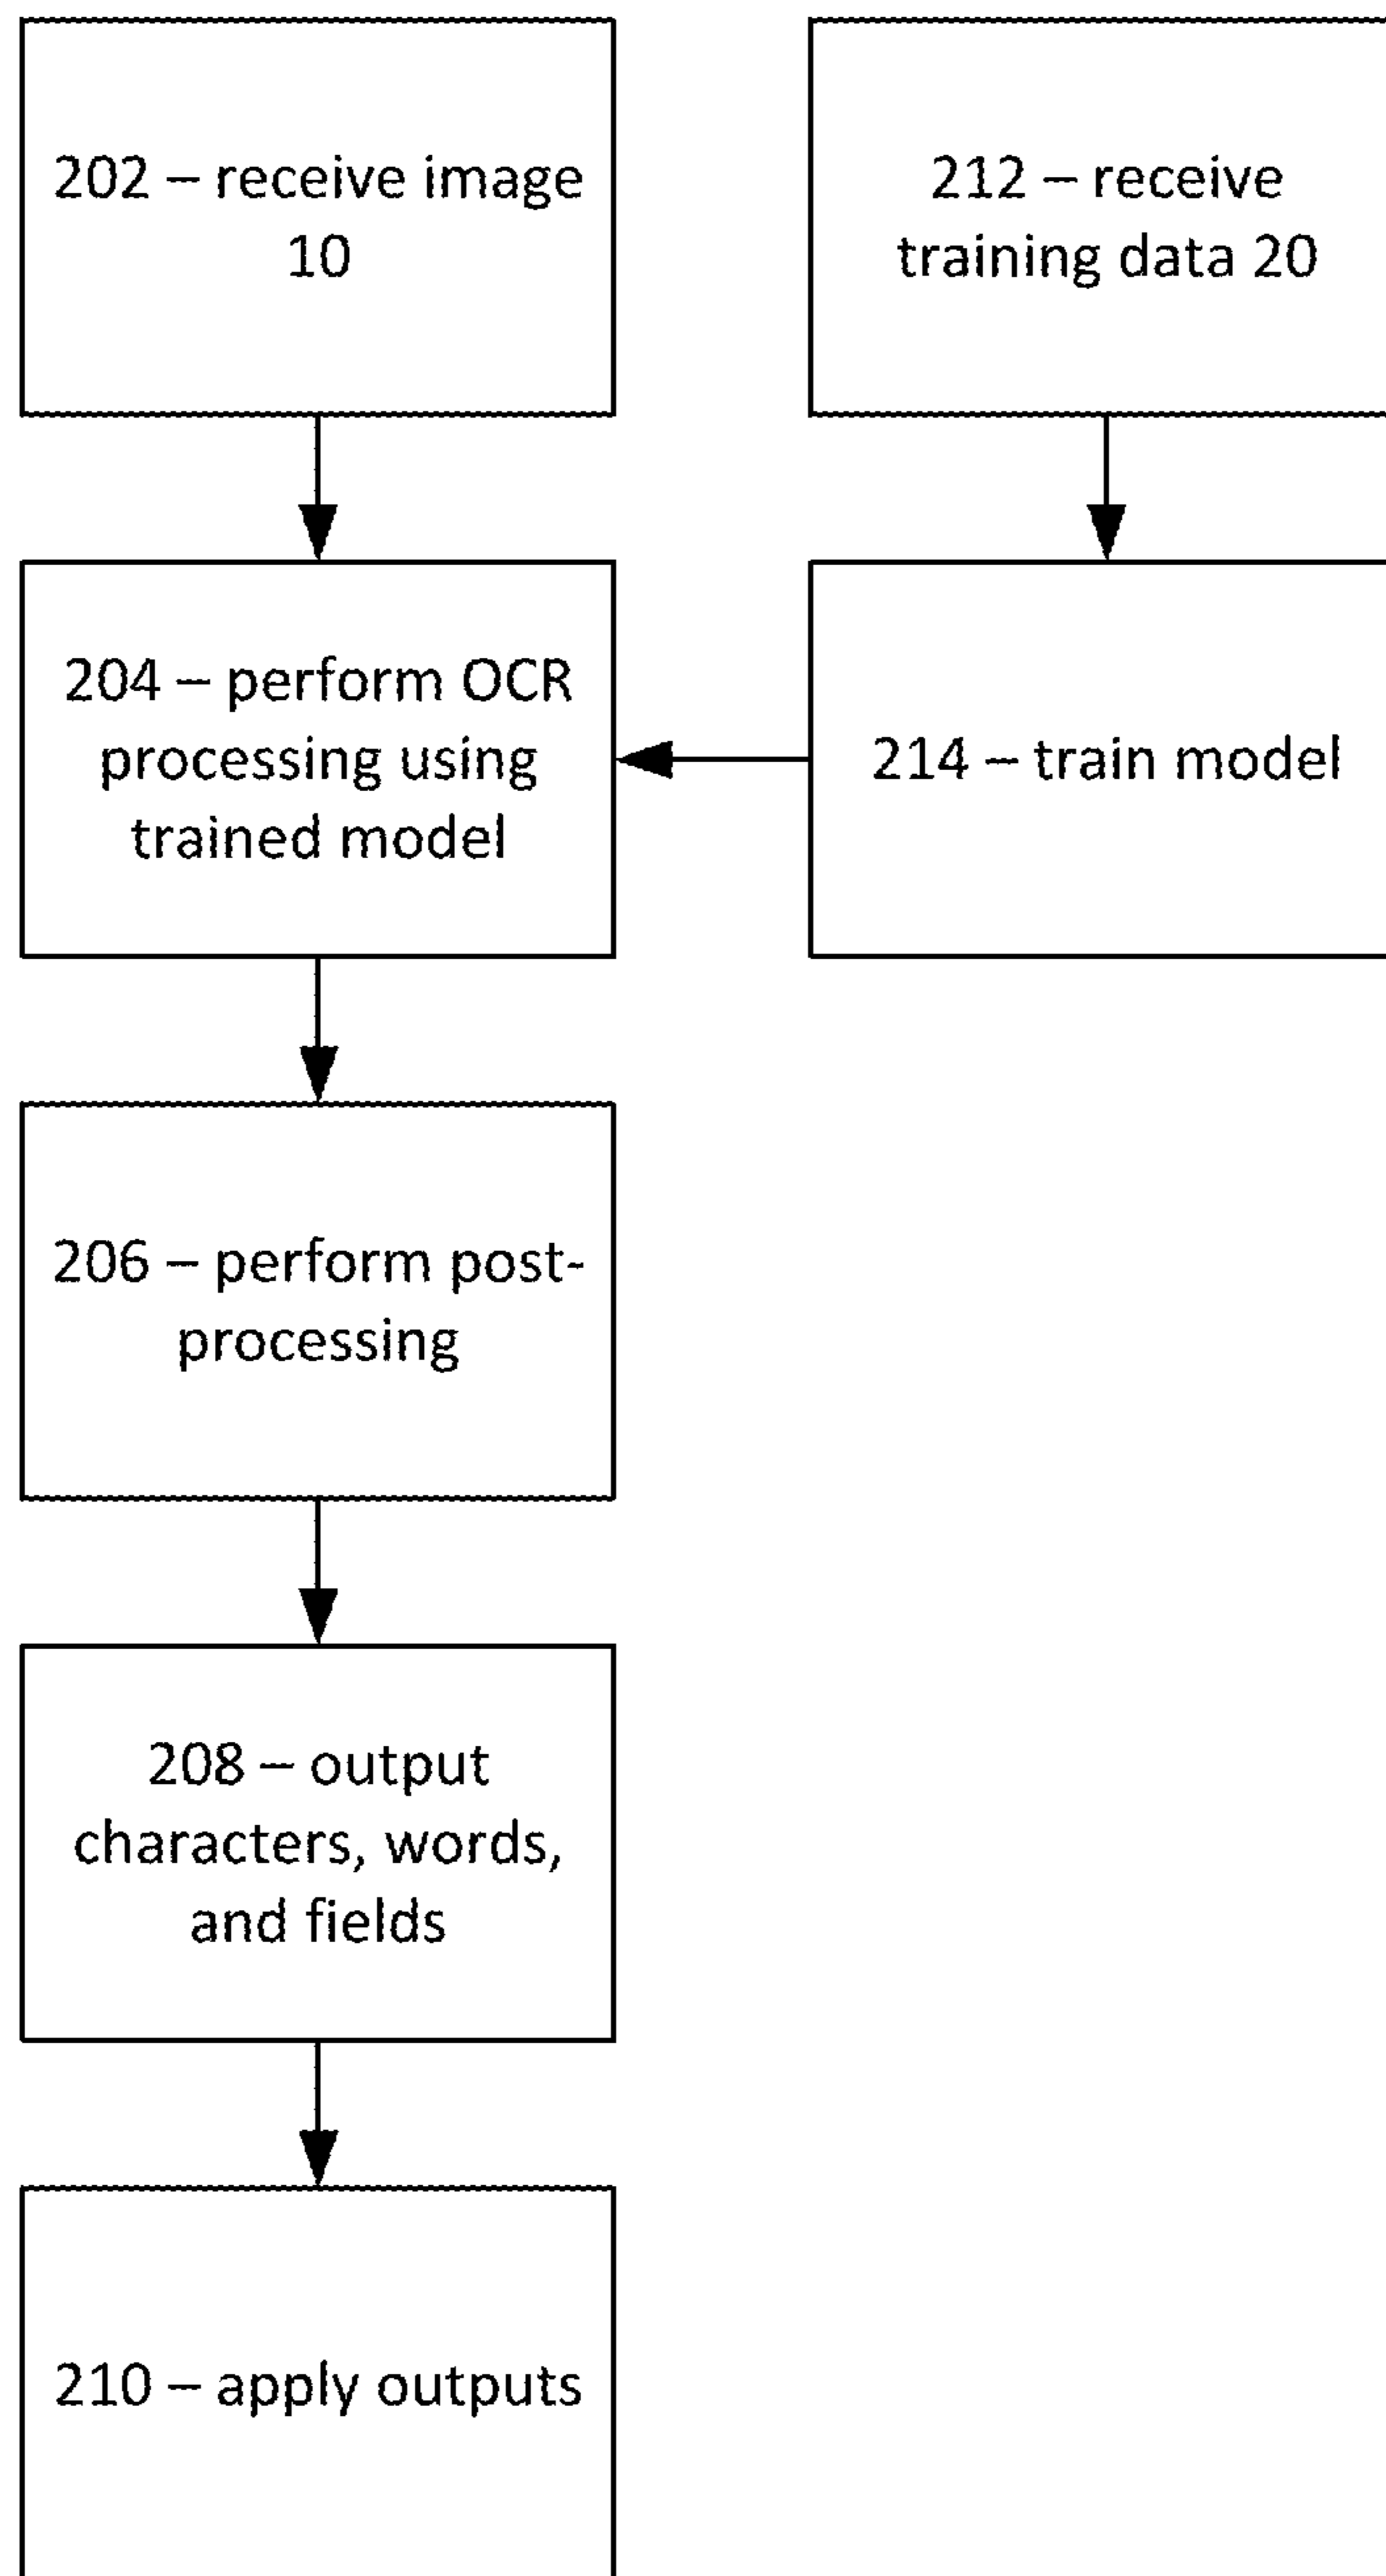 202 – receive image
10
212 – receive
training data 20
204 – perform OCR
processing using
trained model
214 – train model
206 – perform post-
processing
208 – output
characters, words,
and fields
210 – apply outputs